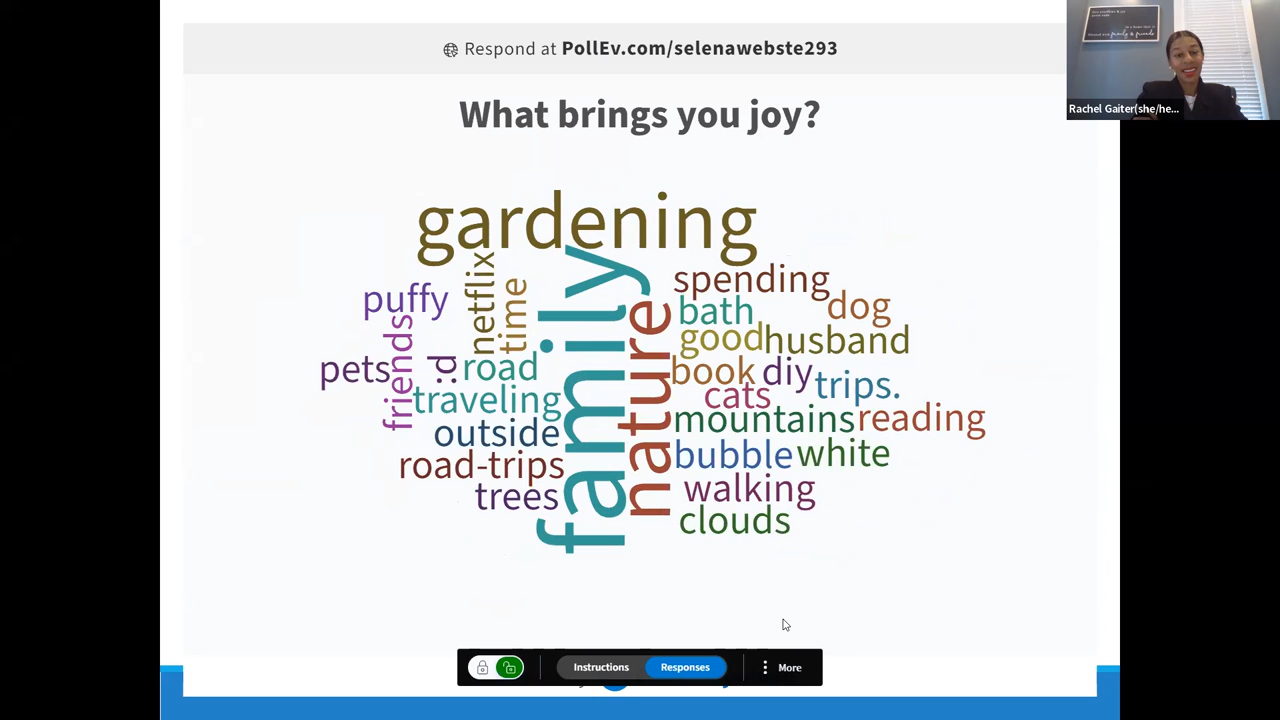 Respond at PollEv.com/selenawebste293
What brings you joy?
gardening
family
nature
netflix
time
puffy
friends
pets
:d
road
traveling
outside
road-trips
trees
spending
bath
dog
good
husband
book
diy
trips.
cats
mountains
reading
bubble
white
walking
clouds
Rachel Gaiter(she/he...
family & friends
Instructions
Responses
More